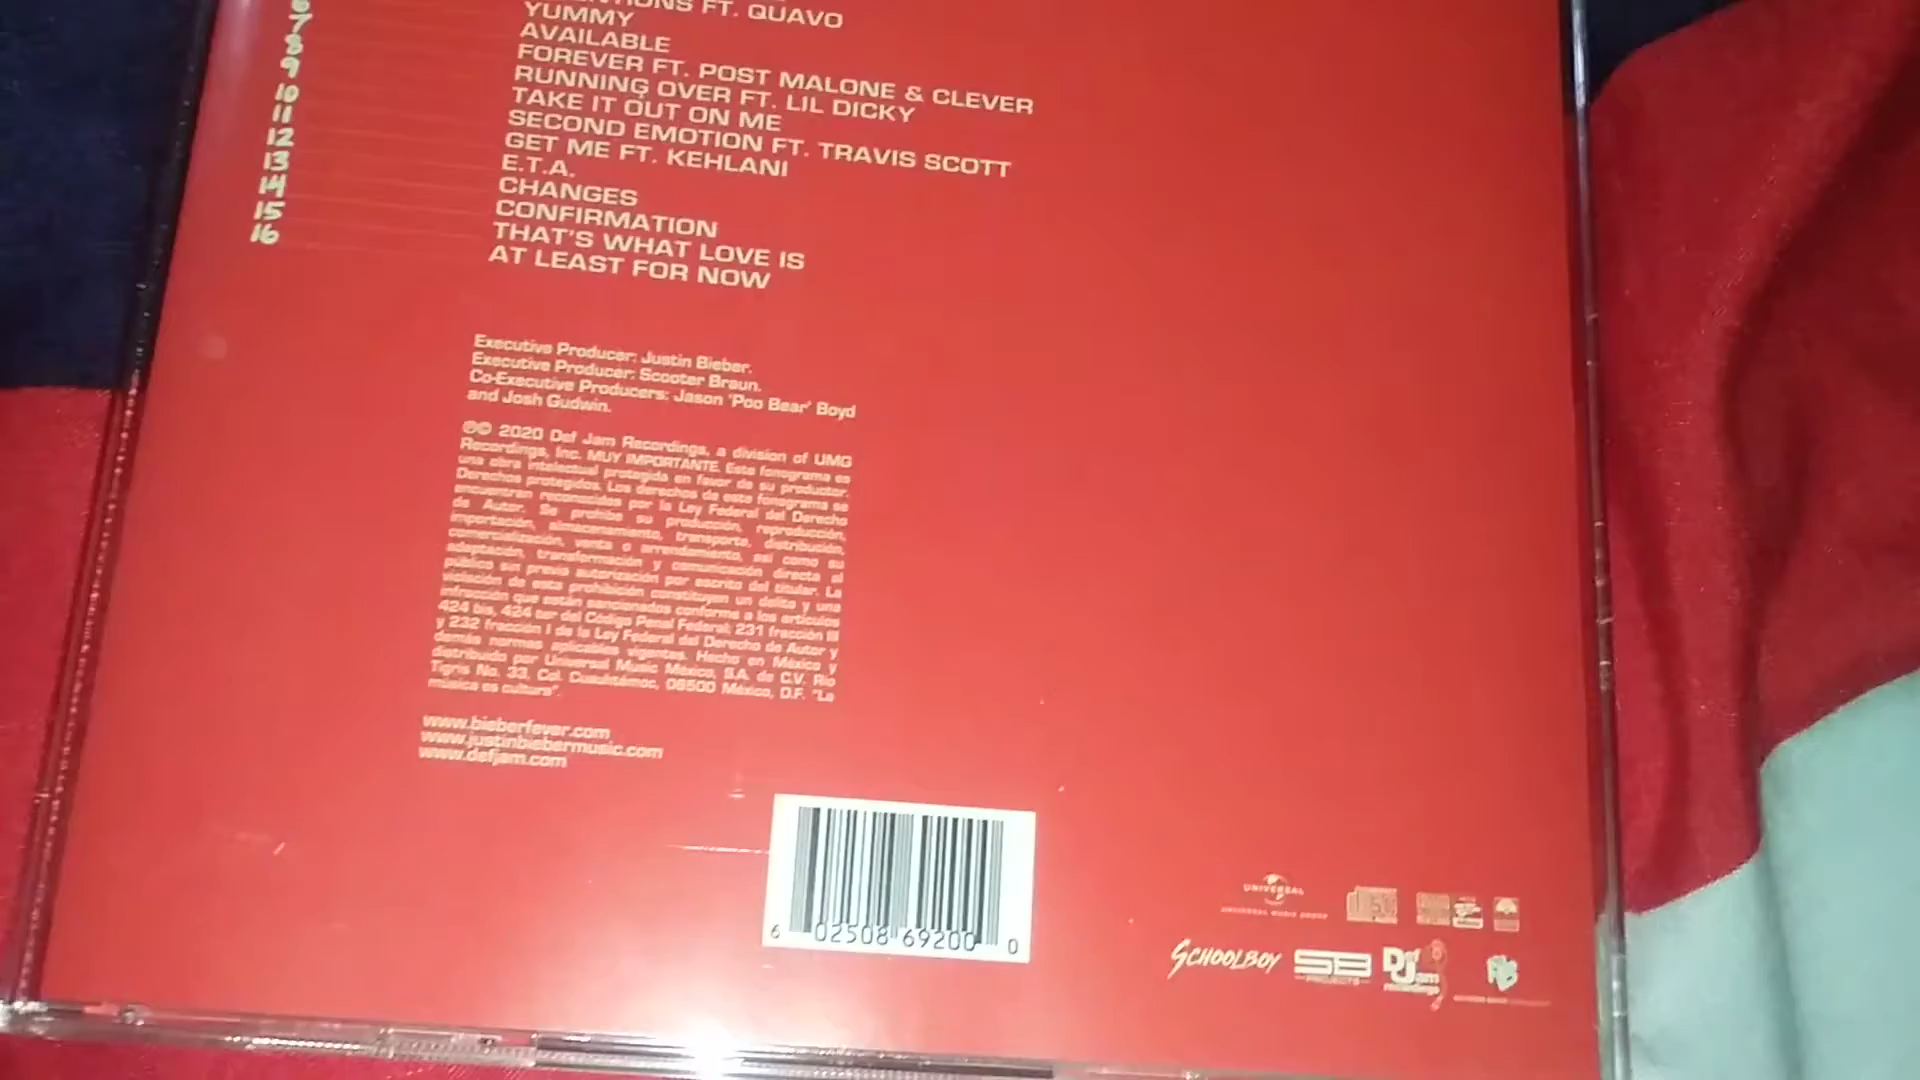 6
7
8
9
10
11
12
13
14
15
16
FT. QUAVO
YUMMY
AVAILABLE
FOREVER FT. POST MALONE & CLEVER
RUNNING OVER FT. LIL DICKY
TAKE IT OUT ON ME
SECOND EMOTION FT. TRAVIS SCOTT
GET ME FT. KEHLANI
E.T.A.
CHANGES
CONFIRMATION
THAT'S WHAT LOVE IS
AT LEAST FOR NOW
Executive Producer: Justin Bieber.
Executive Producer: Scooter Braun.
Co-Executive Producers: Jason 'Poo Bear' Boyd
and Josh Gudwin.
℗© 2020 Def Jam Recordings, a division of UMG
Recordings, Inc. MUY IMPORTANTE. Este fonograma es
una obra intelectual protegida en favor de su productor.
Derechos protegidos. Los derechos de este fonograma se
encuentran reconocidos por la Ley Federal del Derecho
de Autor. Se prohibe su producción, reproducción,
importación, almacenamiento, transporte, distribución,
comercialización, venta o arrendamiento, así como su
adaptación, transformación y comunicación directa al
público sin previa autorización por escrito del titular. La
violación de esta prohibición constituyen un delito y una
infracción que están sancionados conforme a los artículos
424 bis, 424 ter del Código Penal Federal; 231 fracción III
y 232 fracción I de la Ley Federal del Derecho de Autor y
demás normas aplicables vigentes. Hecho en México y
distribuido por Universal Music México, S.A. de C.V. Río
Tigris No. 33, Col. Cuauhtémoc, 06500 México, D.F. "La
música es cultura".
www.bieberfever.com
www.justinbiebermusic.com
www.defjam.com
6 02508 69200 0
UNIVERSAL
UNIVERSAL MUSIC GROUP
SCHOOLBOY
SB
PROJECTS
Def Jam
recordings